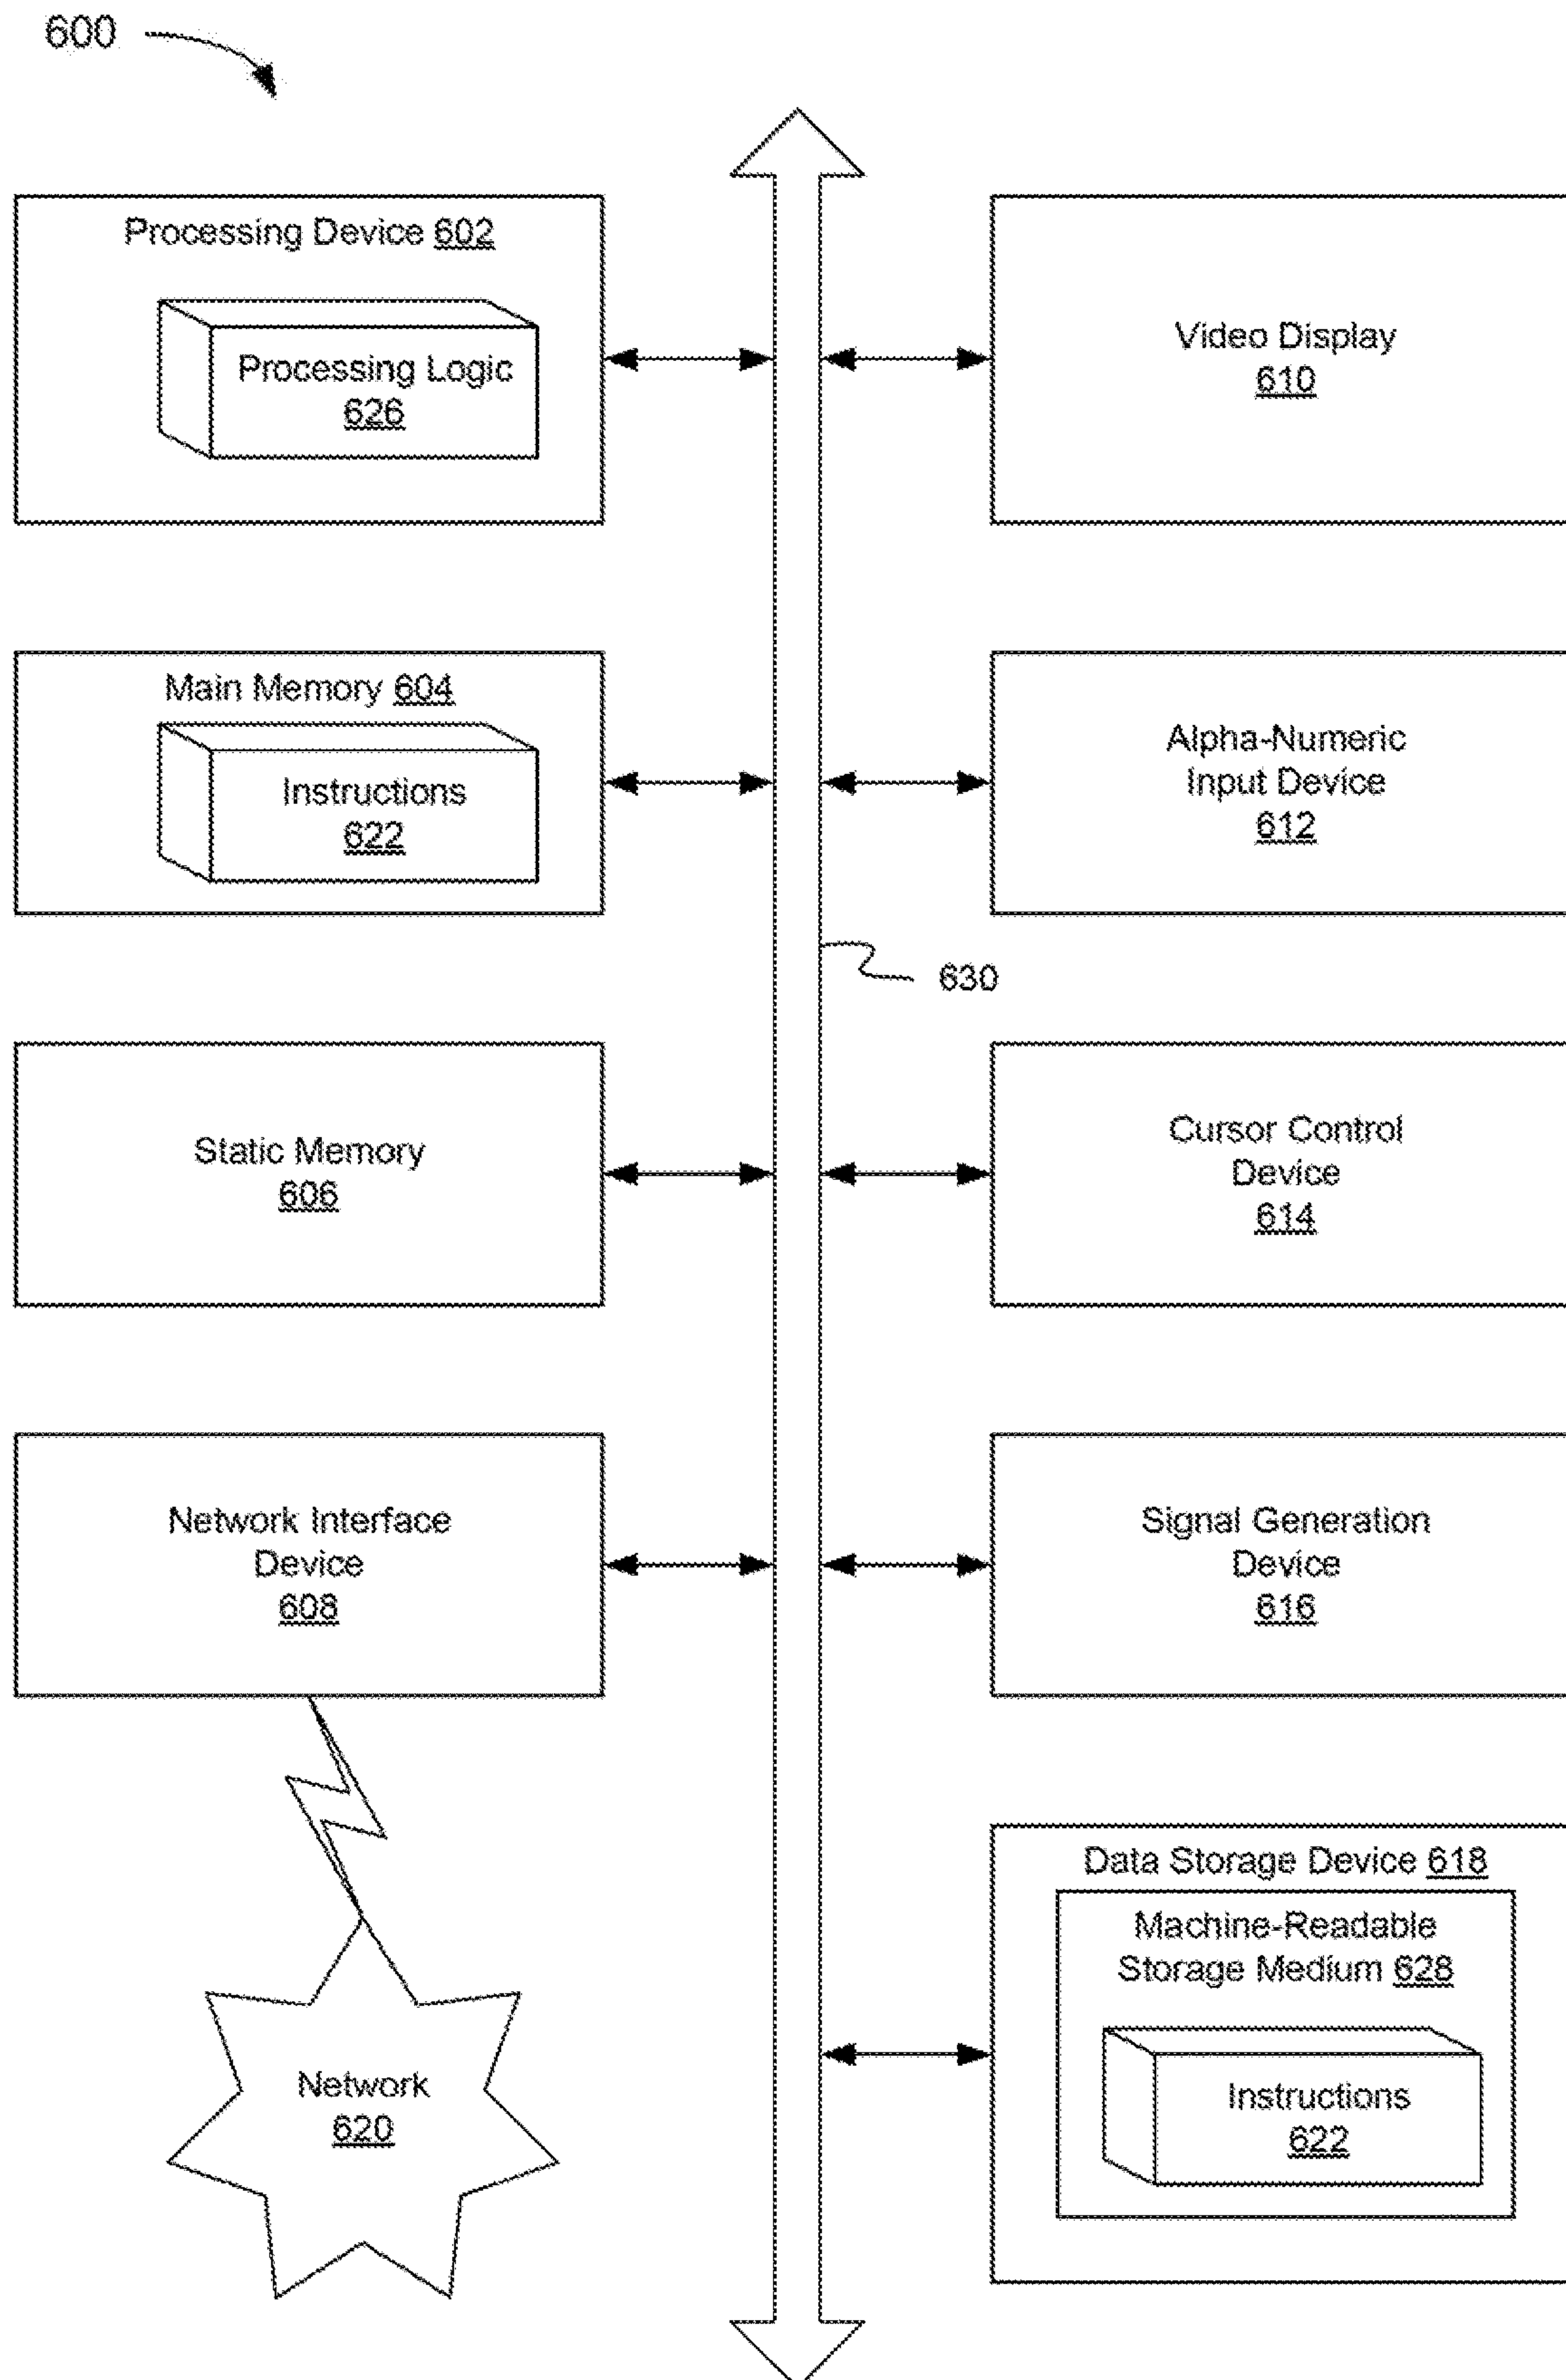 600
Processing Device 602
Processing Logic
626
Video Display
610
Main Memory 604
Instructions
622
Alpha-Numeric
Input Device
612
630
Static Memory
606
Cursor Control
Device
614
Network Interface
Device
608
Signal Generation
Device
616
Data Storage Device 618
Machine-Readable
Storage Medium 628
Instructions
622
Network
620